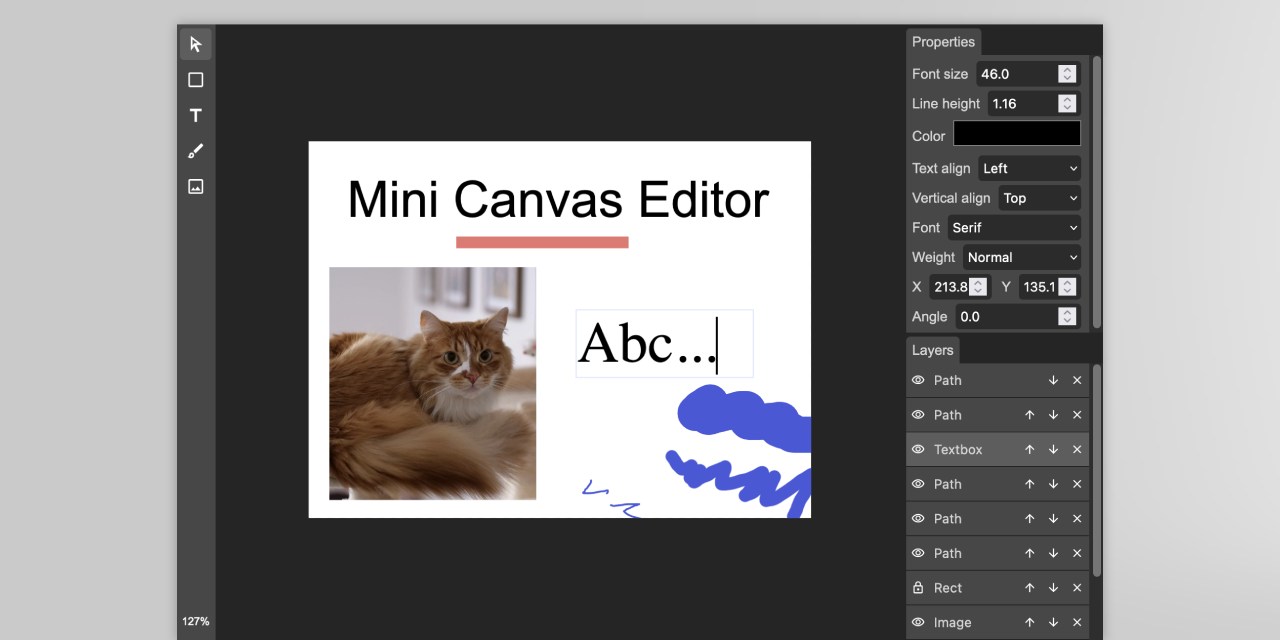 Properties
Font size 46.0
Line height 1.16
Color
Text align Left
Vertical align Top
Font Serif
Weight Normal
X 213.8 Y 135.1
Angle 0.0
T
Mini Canvas Editor
Abc...
Layers
Path
Path
Textbox
Path
Path
Path
Rect
Image
127%